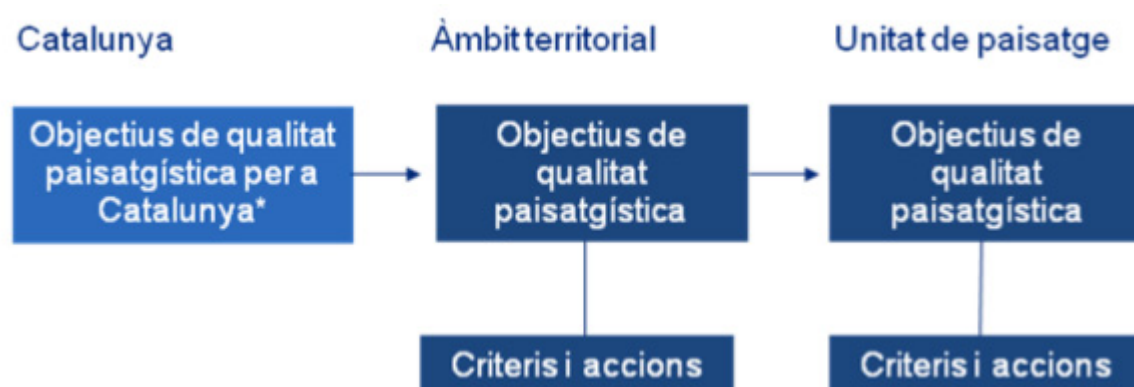 Catalunya
Àmbit territorial
Unitat de paisatge
Objectius de qualitat
paisatgística per a
Catalunya*
Objectius de
qualitat
paisatgística
Objectius de
qualitat
paisatgística
Criteris i accions
Criteris i accions